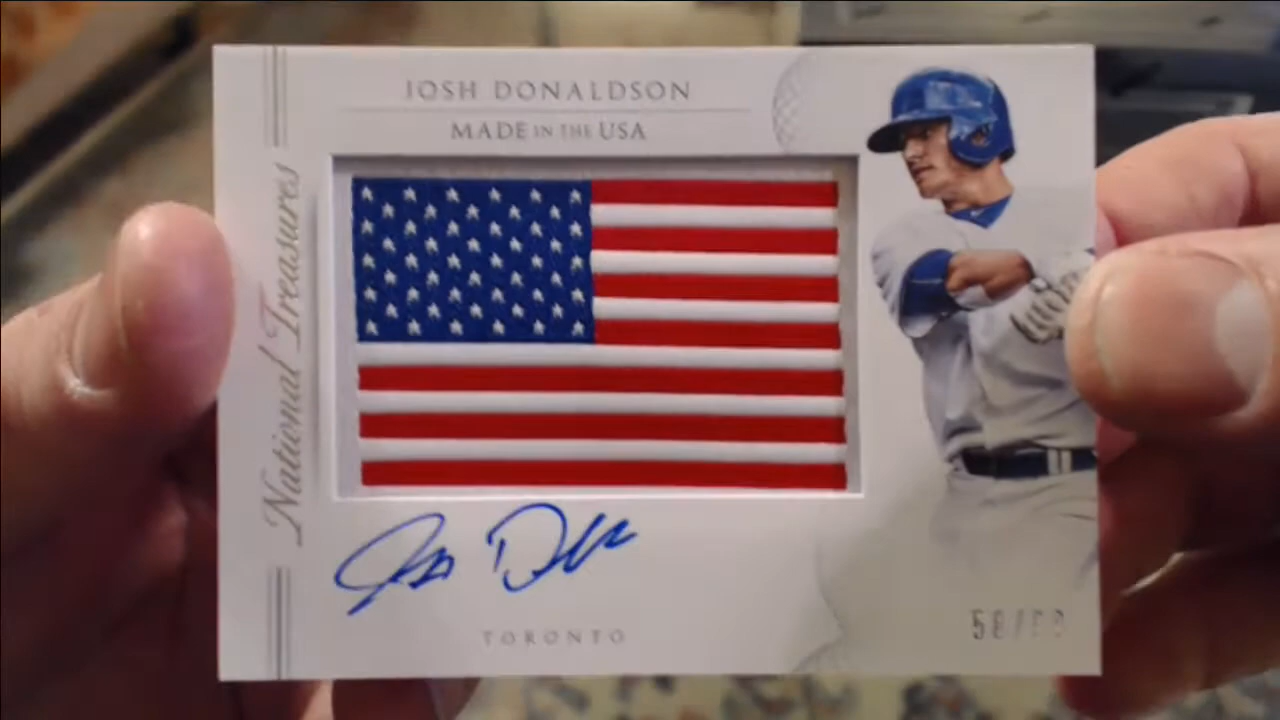 JOSH DONALDSON
MADE IN THE USA
National Treasures
TORONTO